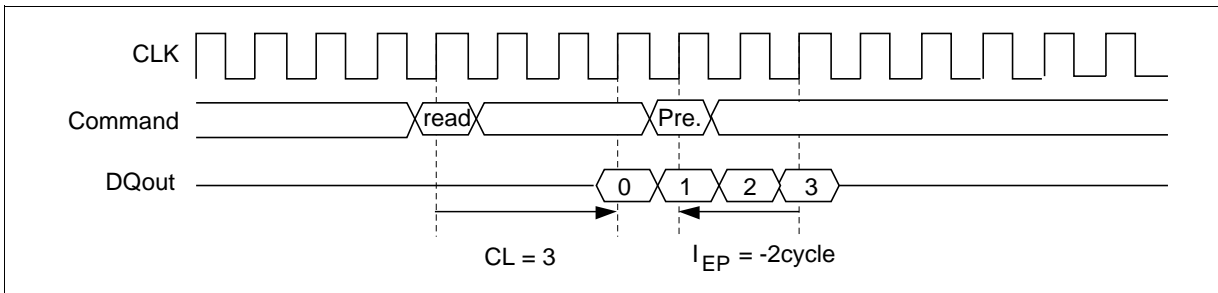 CLK
Command read Pre.
DQout 0 1 2 3
CL = 3 I EP = -2cycle